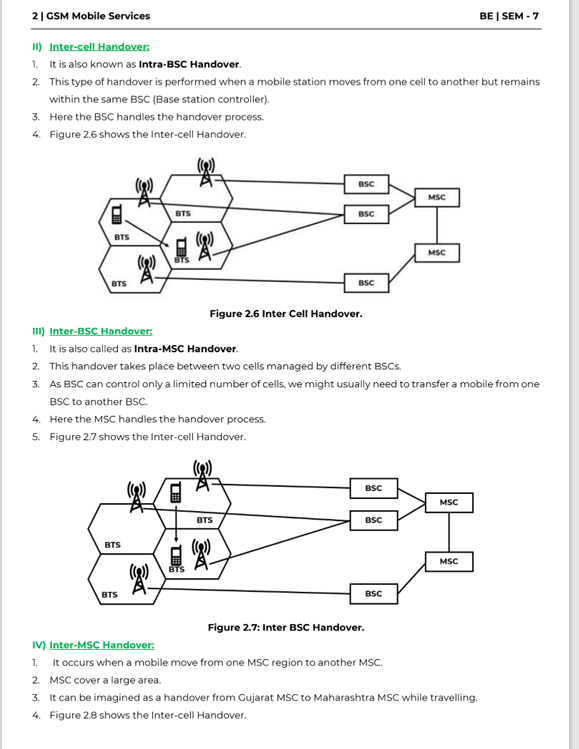 2 | GSM Mobile Services BE | SEM - 7
II) Inter-cell Handover:
1. It is also known as Intra-BSC Handover.
2. This type of handover is performed when a mobile station moves from one cell to another but remains
within the same BSC (Base station controller).
3. Here the BSC handles the handover process.
4. Figure 2.6 shows the Inter-cell Handover.
BSC
MSC
BTS
BSC
BTS
BTS
MSC
BTS
BSC
Figure 2.6 Inter Cell Handover.
III) Inter-BSC Handover:
1. It is also called as Intra-MSC Handover.
2. This handover takes place between two cells managed by different BSCs.
3. As BSC can control only a limited number of cells, we might usually need to transfer a mobile from one
BSC to another BSC.
4. Here the MSC handles the handover process.
5. Figure 2.7 shows the Inter-cell Handover.
BSC
MSC
BTS
BSC
BTS
BTS
MSC
BTS
BSC
Figure 2.7: Inter BSC Handover.
IV) Inter-MSC Handover:
1. It occurs when a mobile move from one MSC region to another MSC.
2. MSC cover a large area.
3. It can be imagined as a handover from Gujarat MSC to Maharashtra MSC while travelling.
4. Figure 2.8 shows the Inter-cell Handover.